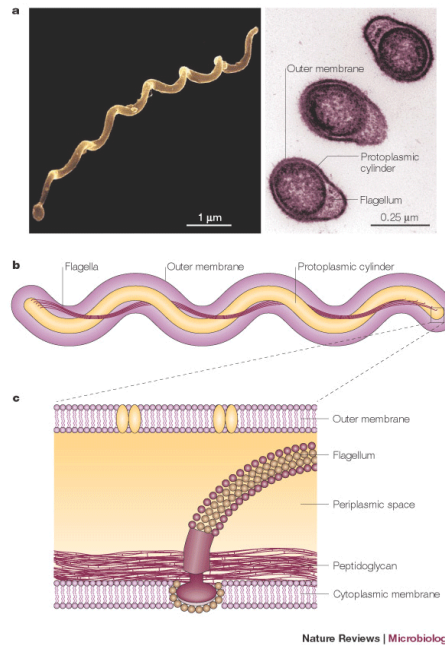 a
Outer membrane
Protoplasmic
cylinder
Flagellum
1 μm
0.25 μm
b
Flagella
Outer membrane
Protoplasmic cylinder
c
Outer membrane
Flagellum
Periplasmic space
Peptidoglycan
Cytoplasmic membrane
Nature Reviews | Microbiolog